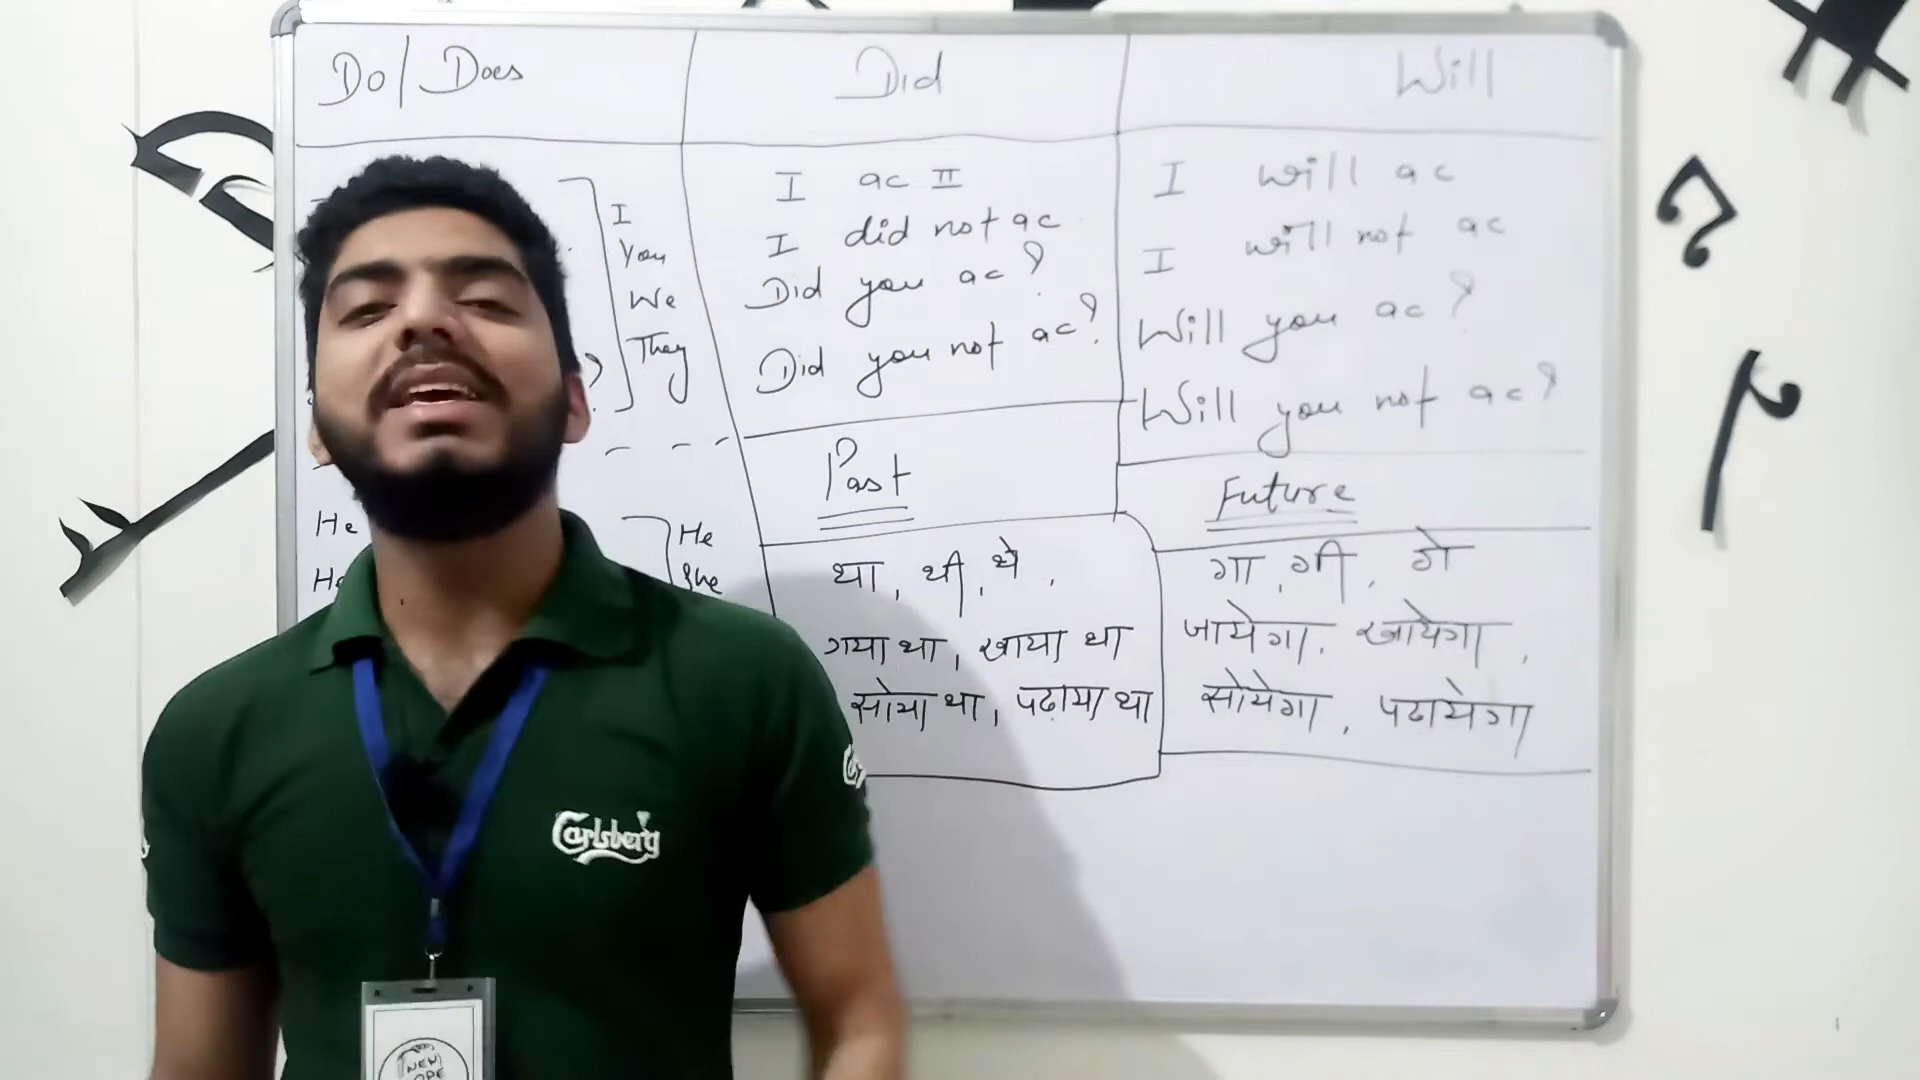 Do/Does
I
You
We
They
He
He
She
Did
I ac II
I did not ac
Did you ac?
Did you not ac?
Past
था, थी, थे,
गया था, खाया था
सोया था, पढाया था
Will
I will ac
I will not ac
Will you ac?
Will you not ac?
Future
गा, गी, गे
जायेगा, खायेगा,
सोयेगा, पढायेगा
Carlsberg
NEW